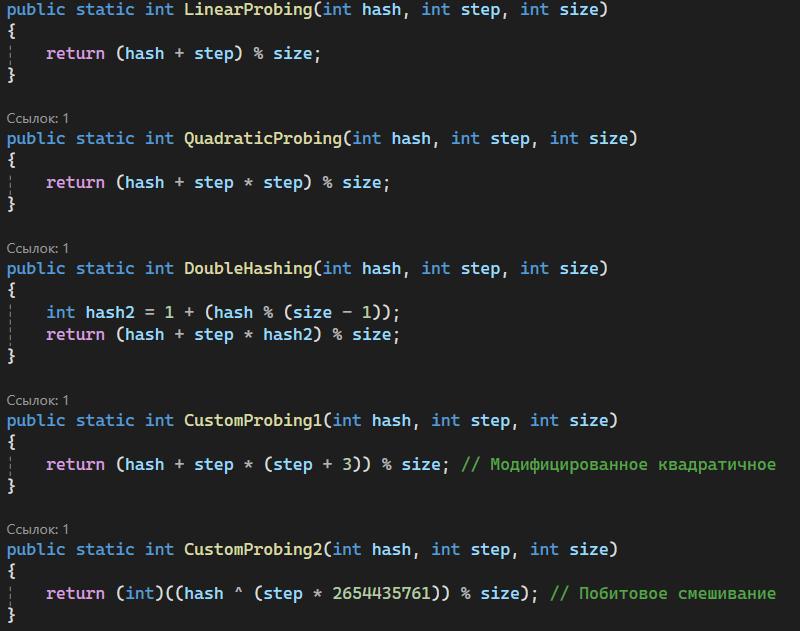 public static int LinearProbing(int hash, int step, int size)
{
    return (hash + step) % size;
}
Ссылок: 1
public static int QuadraticProbing(int hash, int step, int size)
{
    return (hash + step * step) % size;
}
Ссылок: 1
public static int DoubleHashing(int hash, int step, int size)
{
    int hash2 = 1 + (hash % (size - 1));
    return (hash + step * hash2) % size;
}
Ссылок: 1
public static int CustomProbing1(int hash, int step, int size)
{
    return (hash + step * (step + 3)) % size; // Модифицированное квадратичное
}
Ссылок: 1
public static int CustomProbing2(int hash, int step, int size)
{
    return (int)((hash ^ (step * 2654435761)) % size); // Побитовое смешивание
}